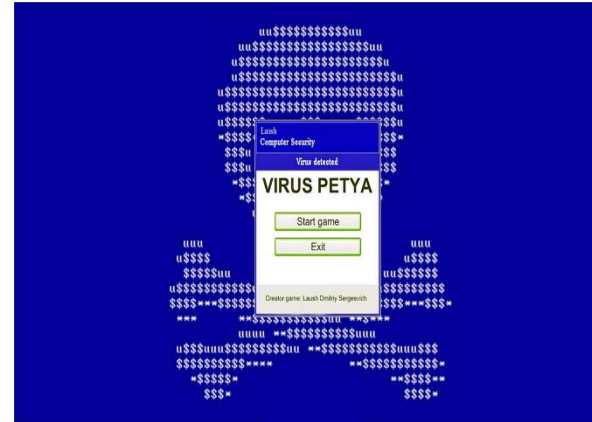 Laush
Computer Security
Virus detected
VIRUS PETYA
Start game
Exit
Creator game: Laush Dmitriy Sergeevich